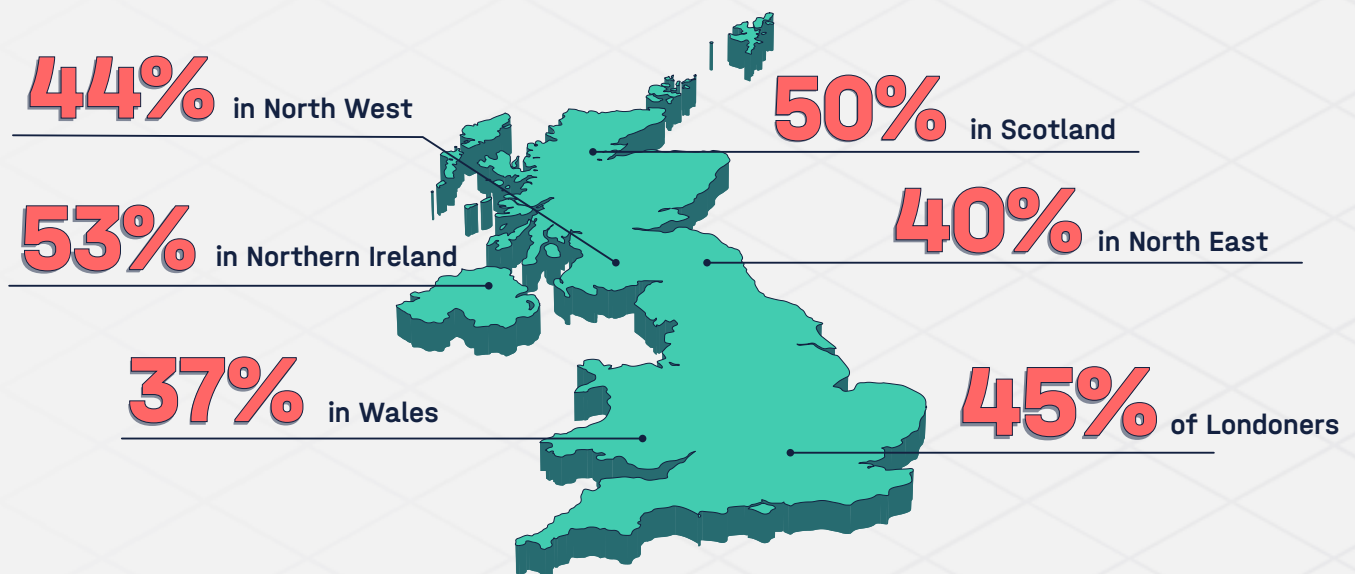 44% in North West
50% in Scotland
53% in Northern Ireland
40% in North East
37% in Wales
45% of Londoners